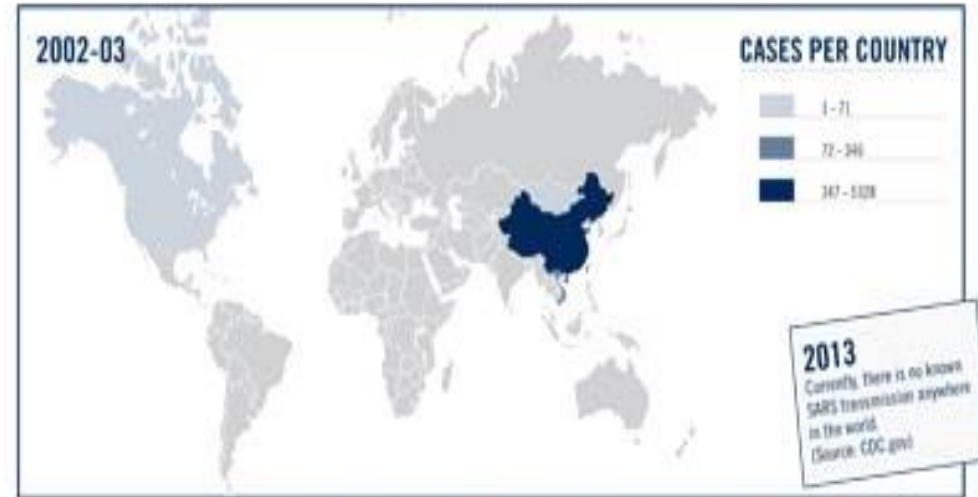 2002-03
CASES PER COUNTRY
1 - 71
72 - 346
347 - 5328
2013
Currently, there is no known
SARS transmission anywhere
in the world.
(Source: CDC.gov)